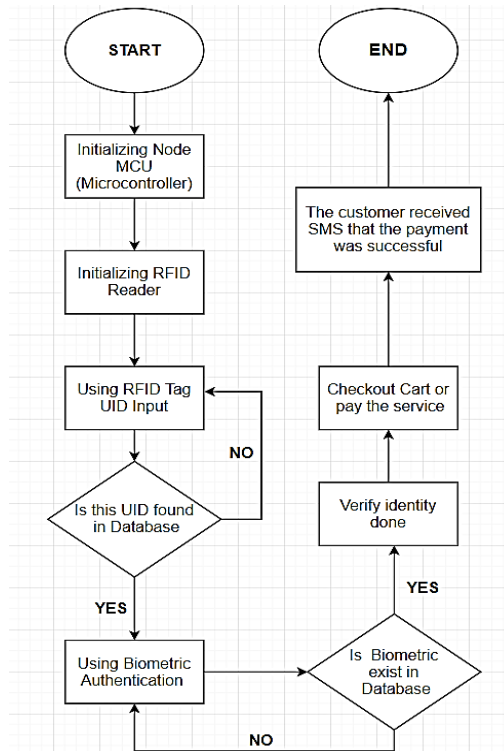 START
Initializing Node
MCU
(Microcontroller)
Initializing RFID
Reader
Using RFID Tag
UID Input
NO
Is this UID found
in Database
YES
Using Biometric
Authentication
Is Biometric
exist in
Database
NO
YES
Verify identity
done
Checkout Cart or
pay the service
The customer received
SMS that the payment
was successful
END